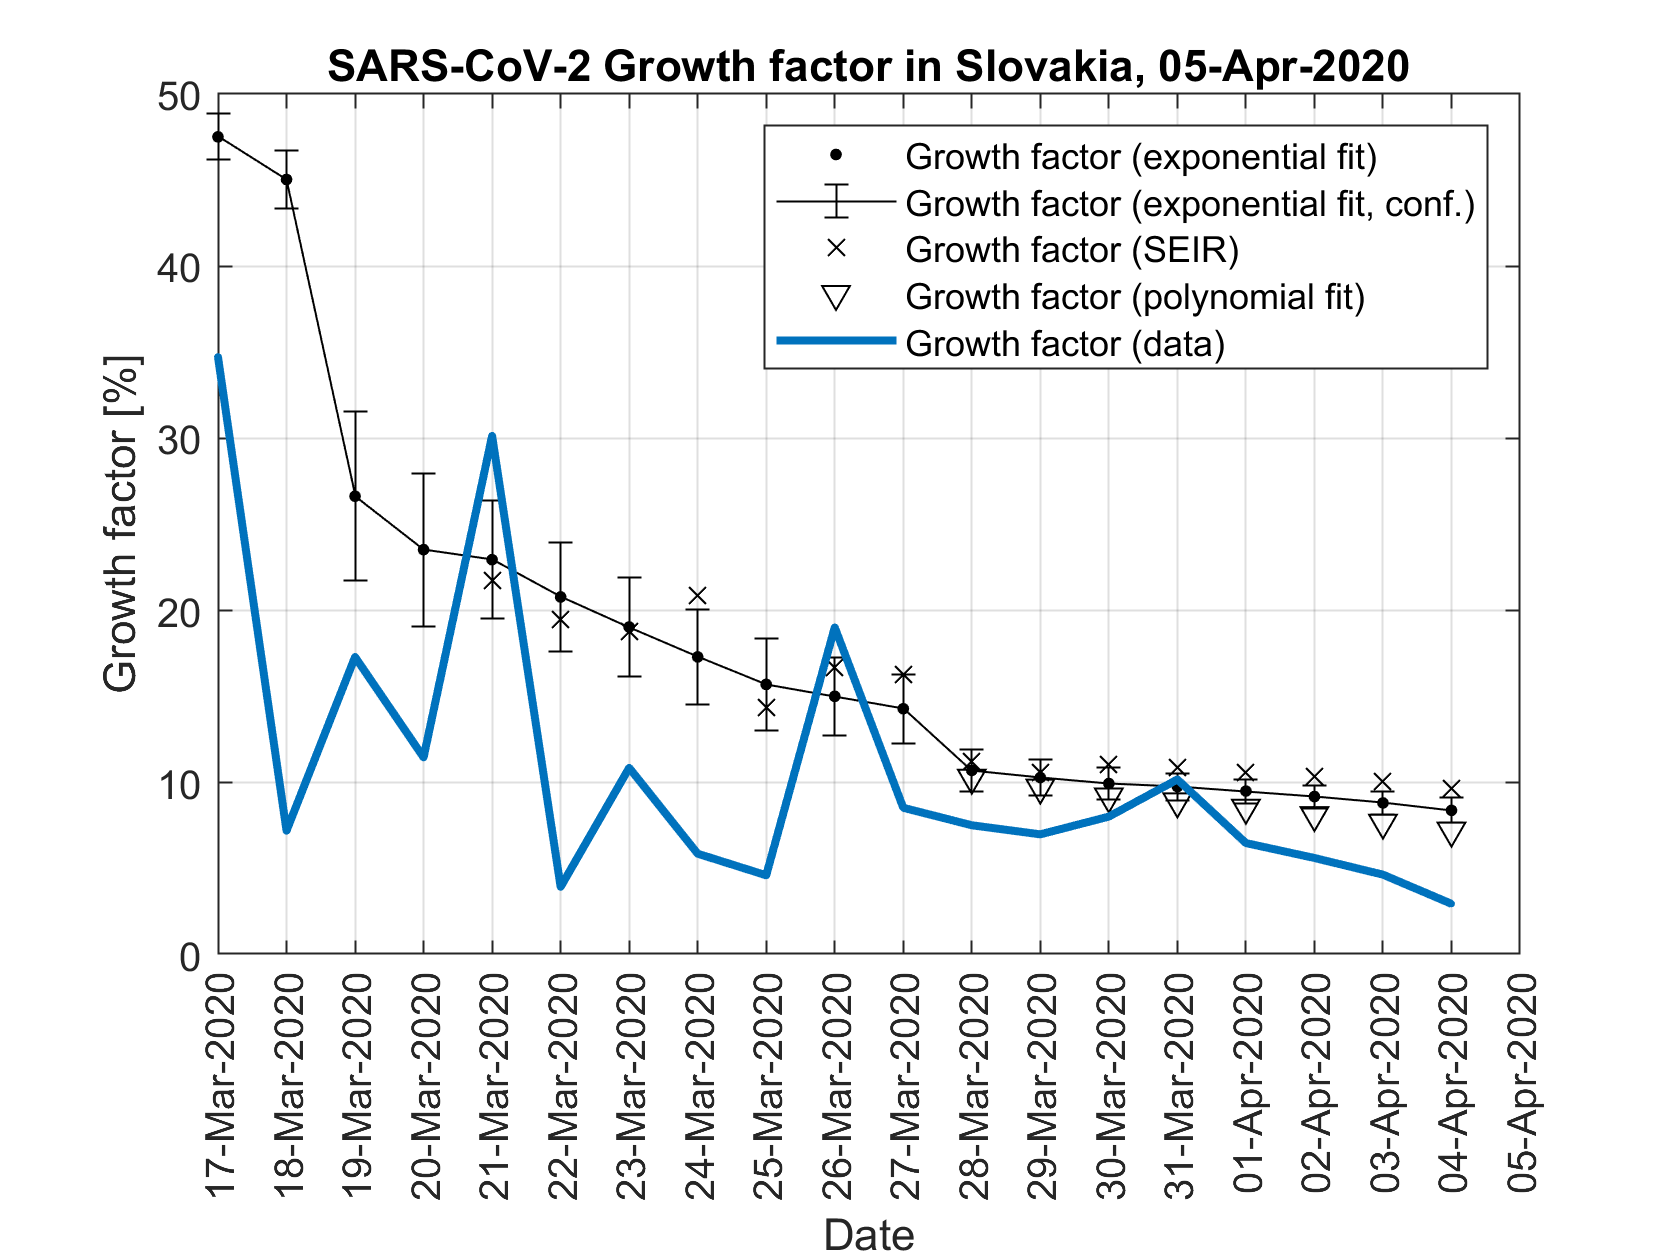 SARS-CoV-2 Growth factor in Slovakia, 05-Apr-2020
50
40
30
20
10
0
Growth factor [%]
Growth factor (exponential fit)
Growth factor (exponential fit, conf.)
Growth factor (SEIR)
Growth factor (polynomial fit)
Growth factor (data)
17-Mar-2020
18-Mar-2020
19-Mar-2020
20-Mar-2020
21-Mar-2020
22-Mar-2020
23-Mar-2020
24-Mar-2020
25-Mar-2020
26-Mar-2020
27-Mar-2020
28-Mar-2020
29-Mar-2020
30-Mar-2020
31-Mar-2020
01-Apr-2020
02-Apr-2020
03-Apr-2020
04-Apr-2020
05-Apr-2020
Date